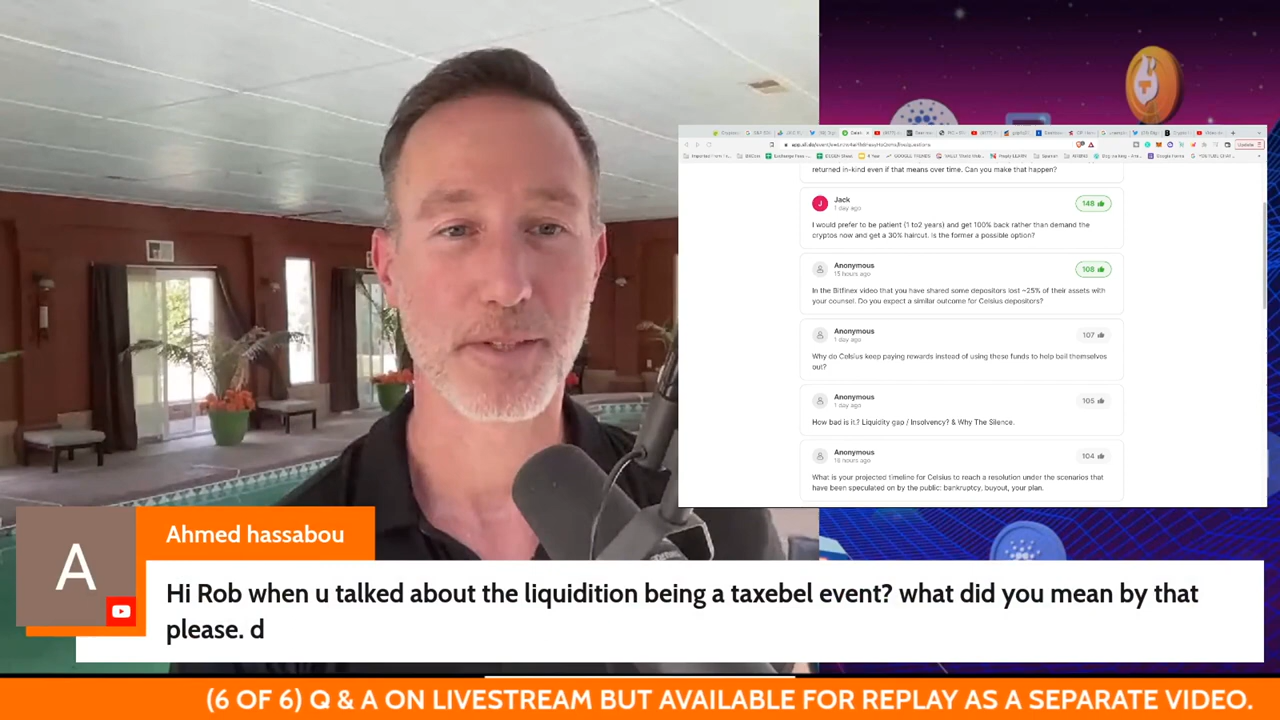 returned in-kind even if that means over time. Can you make that happen?
Jack
1 day ago
148
I would prefer to be patient (1 to2 years) and get 100% back rather than demand the
cryptos now and get a 30% haircut. Is the former a possible option?
Anonymous
15 hours ago
108
In the Bitfinex video that you have shared some depositors lost ~25% of their assets with
your counsel. Do you expect a similar outcome for Celsius depositors?
Anonymous
1 day ago
107
Why do Celsius keep paying rewards instead of using these funds to help bail themselves
out?
Anonymous
1 day ago
105
How bad is it.? Liquidity gap / Insolvency? & Why The Silence.
Anonymous
104
What is your projected timeline for Celsius to reach a resolution under the scenarios that
have been speculated on by the public: bankruptcy, buyout, your plan.
A
Ahmed hassabou
Hi Rob when u talked about the liquidition being a taxebel event? what did you mean by that
please. d
(6 OF 6) Q & A ON LIVESTREAM BUT AVAILABLE FOR REPLAY AS A SEPARATE VIDEO.